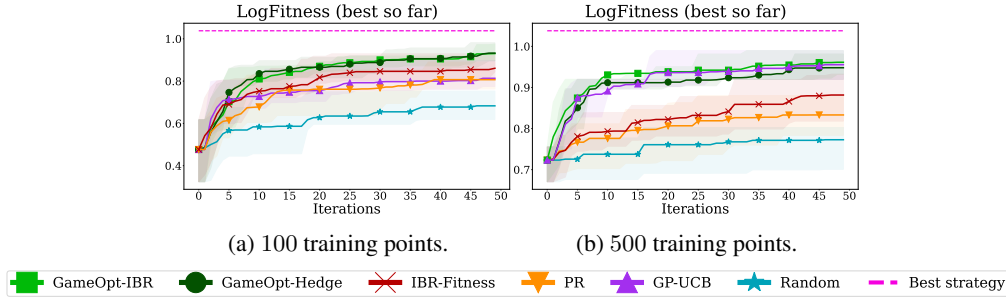 LogFitness (best so far)
1.0
0.8
0.6
0.4
0 5 10 15 20 25 30 35 40 45 50
Iterations
(a) 100 training points.
LogFitness (best so far)
1.0
0.9
0.8
0.7
0 5 10 15 20 25 30 35 40 45 50
Iterations
(b) 500 training points.
GameOpt-IBR GameOpt-Hedge IBR-Fitness PR GP-UCB Random Best strategy